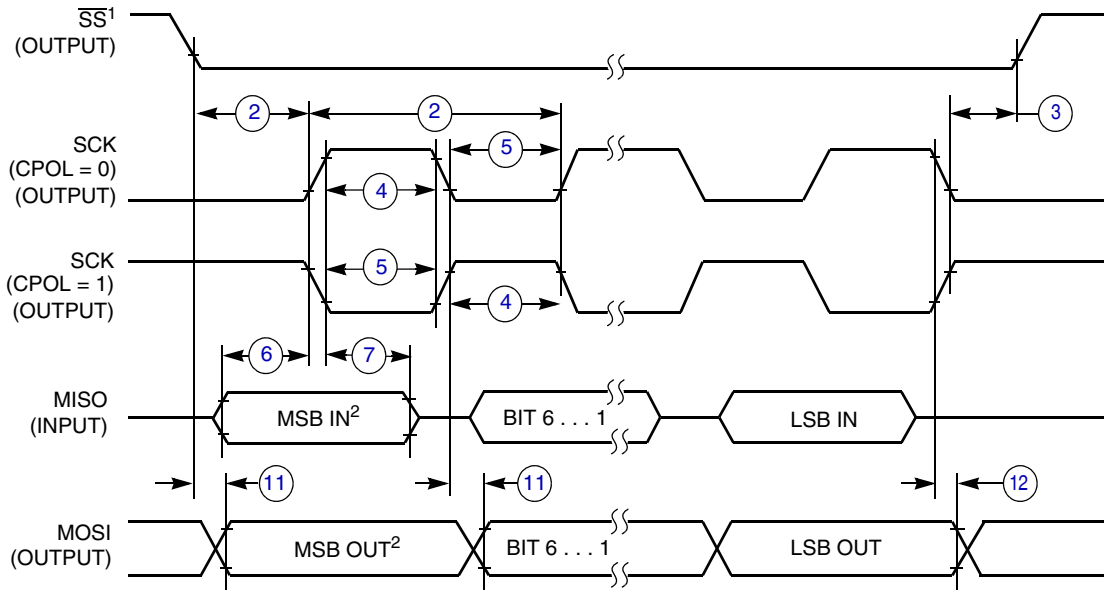 SS¹
(OUTPUT)
2
2
3
SCK
(CPOL = 0)
(OUTPUT)
5
4
SCK
(CPOL = 1)
(OUTPUT)
5
4
6
7
MISO
(INPUT)
MSB IN²
BIT 6 . . . 1
LSB IN
11
11
12
MOSI
(OUTPUT)
MSB OUT²
BIT 6 . . . 1
LSB OUT